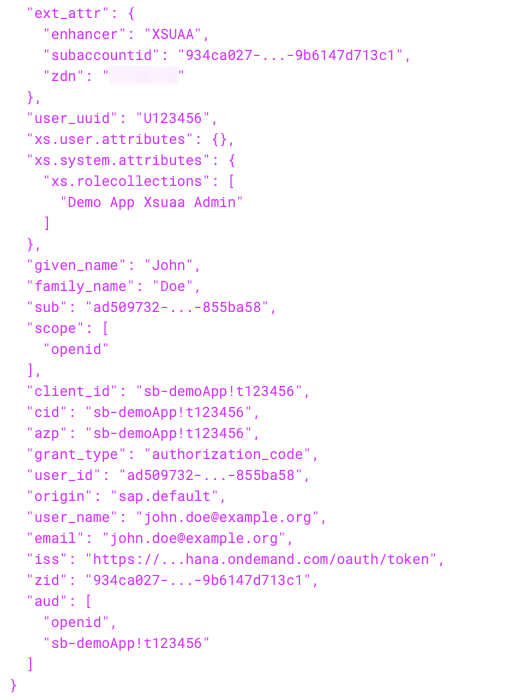 "ext_attr": {
"enhancer": "XSUAA",
"subaccountid": "934ca027-...-9b6147d713c1",
"zdn": "        "
},
"user_uuid": "U123456",
"xs.user.attributes": {},
"xs.system.attributes": {
"xs.rolecollections": [
"Demo App Xsuaa Admin"
]
},
"given_name": "John",
"family_name": "Doe",
"sub": "ad509732-...-855ba58",
"scope": [
"openid"
],
"client_id": "sb-demoApp!t123456",
"cid": "sb-demoApp!t123456",
"azp": "sb-demoApp!t123456",
"grant_type": "authorization_code",
"user_id": "ad509732-...-855ba58",
"origin": "sap.default",
"user_name": "john.doe@example.org",
"email": "john.doe@example.org",
"iss": "https://...hana.ondemand.com/oauth/token",
"zid": "934ca027-...-9b6147d713c1",
"aud": [
"openid",
"sb-demoApp!t123456"
]
}